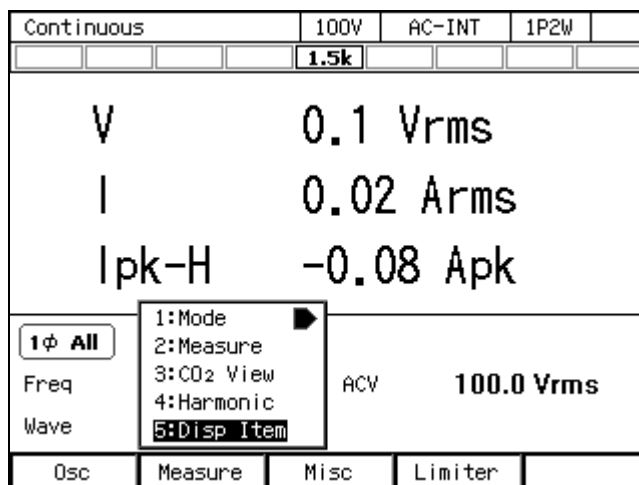 Continuous 100V AC-INT 1P2W
1.5k
V 0.1 Vrms
I 0.02 Arms
Ipk-H -0.08 Apk
1:Mode
1ϕ All 2:Measure
3:CO₂ View
Freq ACV 100.0 Vrms
4:Harmonic
Wave 5:Disp Item
Osc Measure Misc Limiter